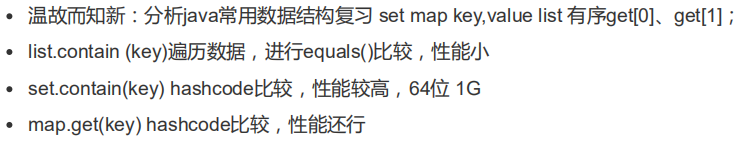 温故而知新：分析java常用数据结构复习 set map key,value list 有序get[0]、get[1]；
list.contain (key)遍历数据，进行equals()比较，性能小
set.contain(key) hashcode比较，性能较高，64位 1G
map.get(key) hashcode比较，性能还行